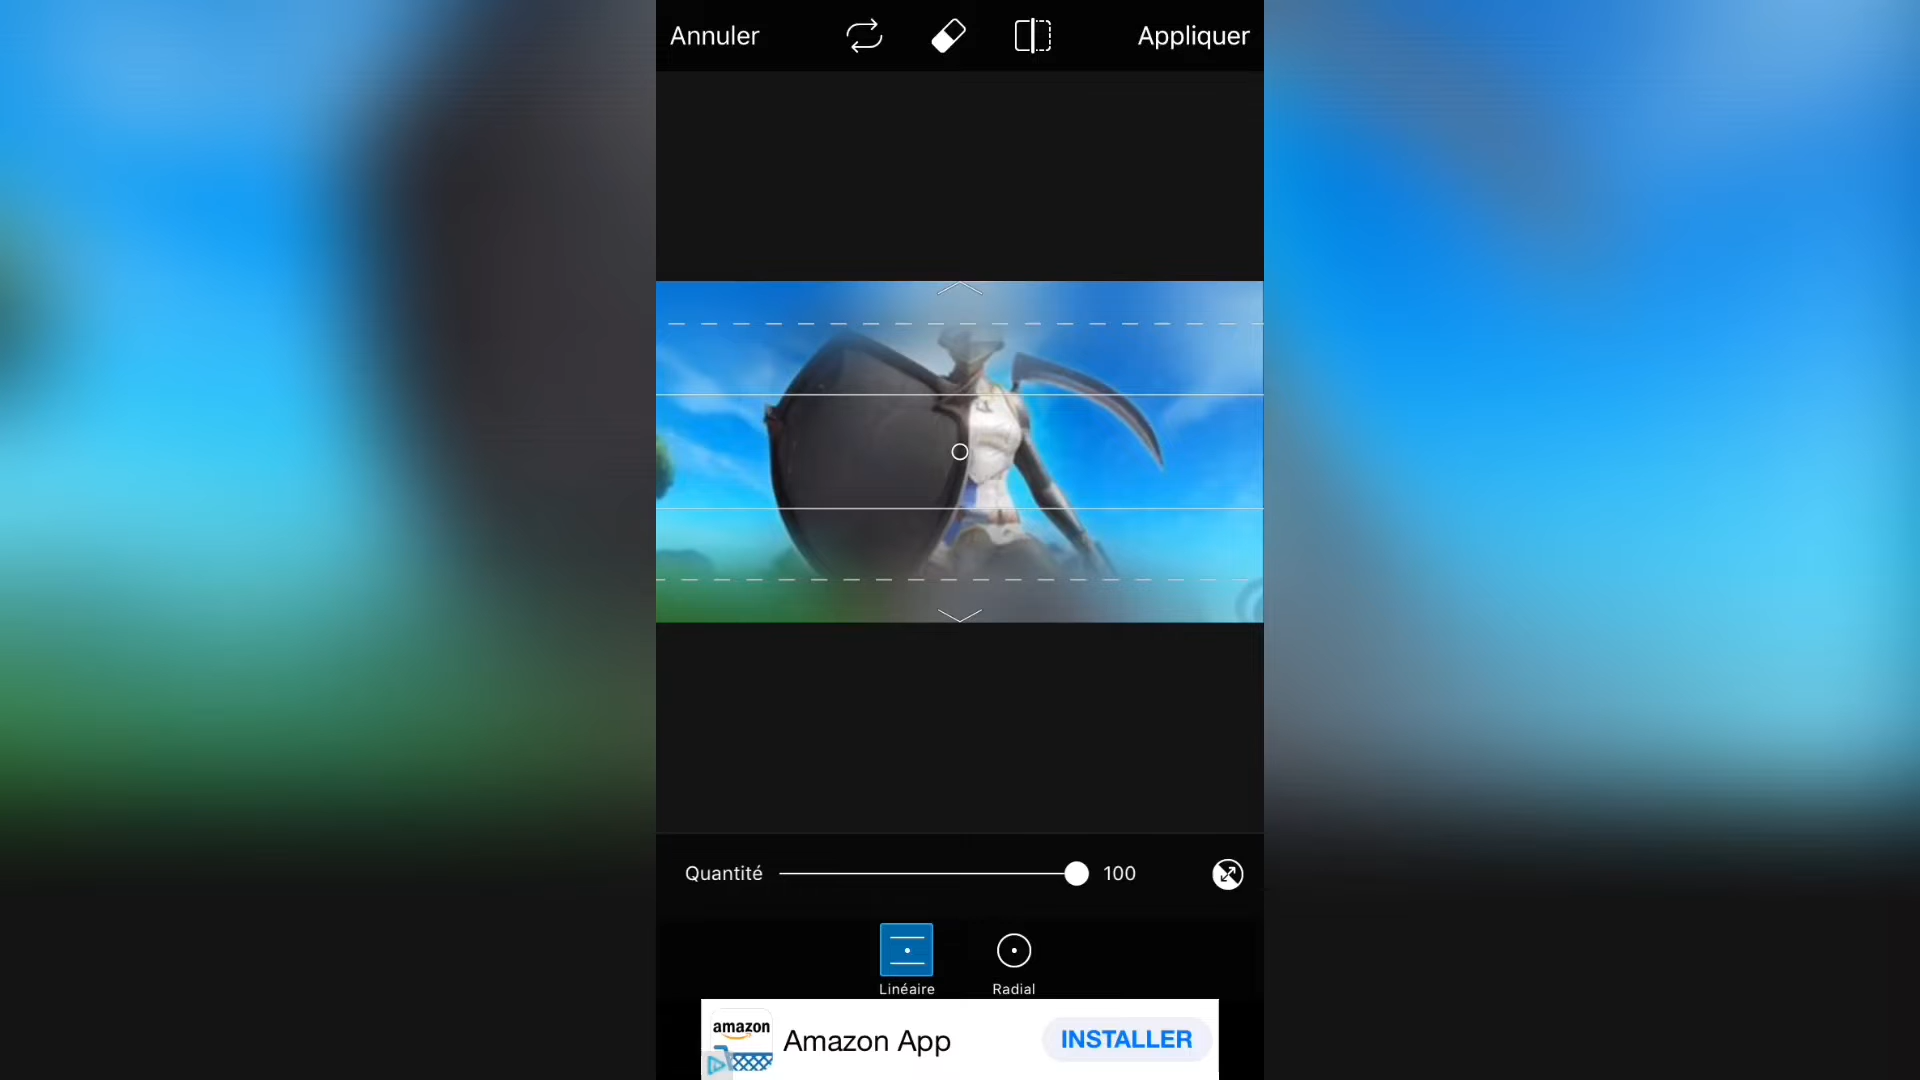 Annuler
Appliquer
Quantité
100
Linéaire
Radial
amazon
Amazon App
INSTALLER